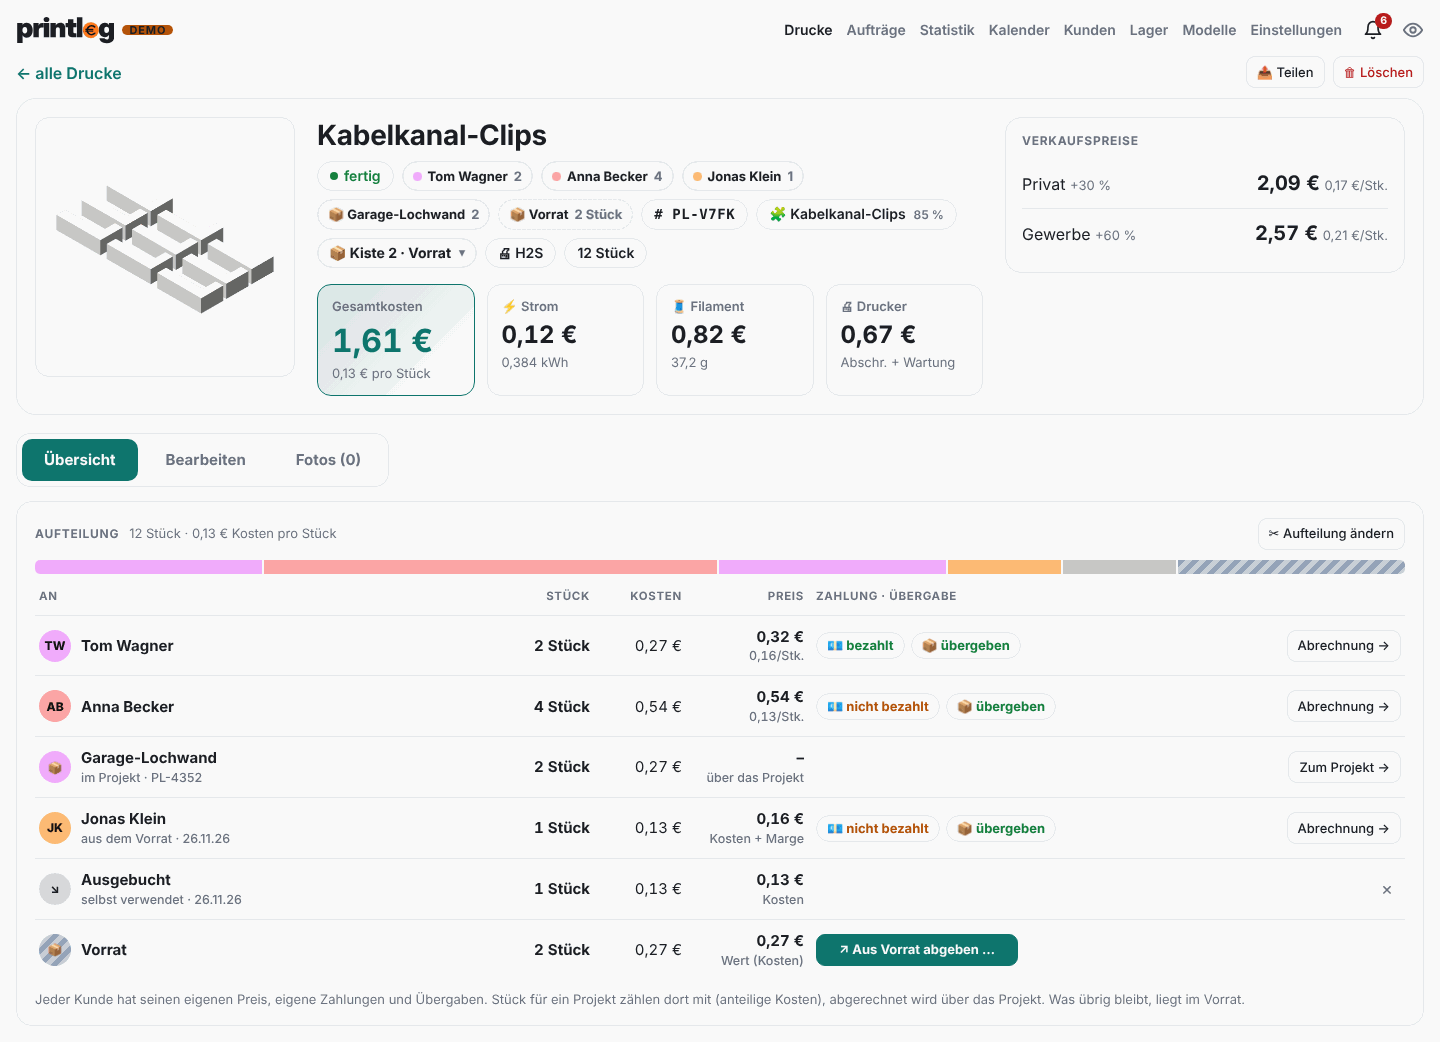 printl€g DEMO
Drucke Aufträge Statistik Kalender Kunden Lager Modelle Einstellungen 6
← alle Drucke
Teilen Löschen
Kabelkanal-Clips
fertig Tom Wagner 2 Anna Becker 4 Jonas Klein 1
Garage-Lochwand 2 Vorrat 2 Stück # PL-V7FK Kabelkanal-Clips 85 %
Kiste 2 · Vorrat ▾ H2S 12 Stück
Gesamtkosten
1,61 €
0,13 € pro Stück
Strom
0,12 €
0,384 kWh
Filament
0,82 €
37,2 g
Drucker
0,67 €
Abschr. + Wartung
VERKAUFSPREISE
Privat +30 % 2,09 € 0,17 €/Stk.
Gewerbe +60 % 2,57 € 0,21 €/Stk.
Übersicht Bearbeiten Fotos (0)
AUFTEILUNG 12 Stück · 0,13 € Kosten pro Stück
✂ Aufteilung ändern
AN STÜCK KOSTEN PREIS ZAHLUNG · ÜBERGABE
TW Tom Wagner 2 Stück 0,27 € 0,32 € bezahlt übergeben Abrechnung →
0,16/Stk.
AB Anna Becker 4 Stück 0,54 € 0,54 € nicht bezahlt übergeben Abrechnung →
0,13/Stk.
Garage-Lochwand 2 Stück 0,27 € – Zum Projekt →
im Projekt · PL-4352 über das Projekt
JK Jonas Klein 1 Stück 0,13 € 0,16 € nicht bezahlt übergeben Abrechnung →
aus dem Vorrat · 26.11.26 Kosten + Marge
↘ Ausgebucht 1 Stück 0,13 € 0,13 € ×
selbst verwendet · 26.11.26 Kosten
Vorrat 2 Stück 0,27 € 0,27 € ↗ Aus Vorrat abgeben …
Wert (Kosten)
Jeder Kunde hat seinen eigenen Preis, eigene Zahlungen und Übergaben. Stück für ein Projekt zählen dort mit (anteilige Kosten), abgerechnet wird über das Projekt. Was übrig bleibt, liegt im Vorrat.